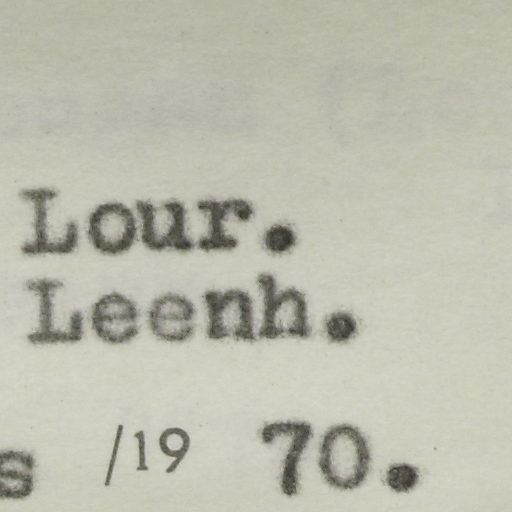 Lour.
Leenh.
s /19 70.